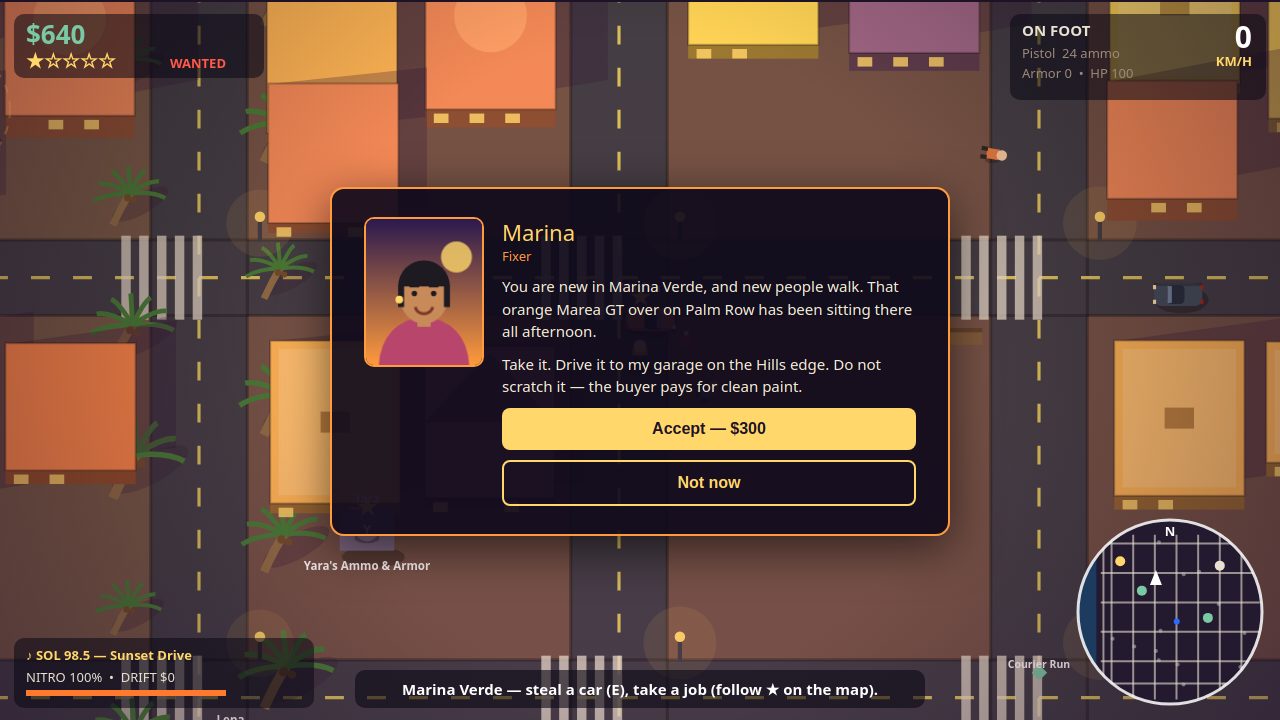 $640
★☆☆☆☆ WANTED
ON FOOT
0
Pistol 24 ammo
KM/H
Armor 0 • HP 100
Marina
Fixer
You are new in Marina Verde, and new people walk. That
orange Marea GT over on Palm Row has been sitting there
all afternoon.
Take it. Drive it to my garage on the Hills edge. Do not
scratch it — the buyer pays for clean paint.
Accept — $300
Not now
Yara's Ammo & Armor
N
♪ SOL 98.5 — Sunset Drive
NITRO 100% • DRIFT $0
Courier Run
Marina Verde — steal a car (E), take a job (follow ★ on the map).
Lena